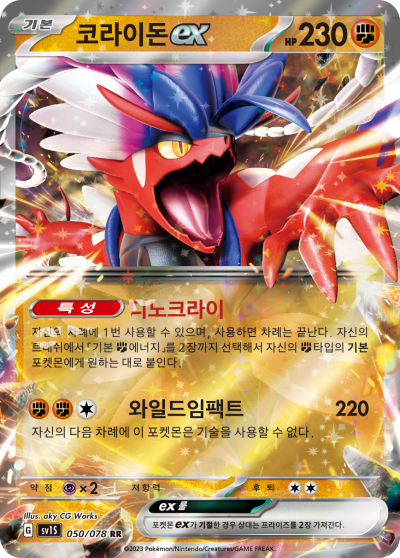 기본 코라이돈 ex HP 230
특성 디노크라이
자신의 차례에 1번 사용할 수 있으며, 사용하면 차례는 끝난다. 자신의
트래쉬에서 「기본 에너지」를 2장까지 선택해서 자신의 타입의 기본
포켓몬에게 원하는 대로 붙인다.
와일드임팩트 220
자신의 다음 차례에 이 포켓몬은 기술을 사용할 수 없다.
약점 ×2 저항력 후퇴
Illus. aky CG Works
G sv1S 050/078 RR
ex 룰
포켓몬 ex가 기절한 경우 상대는 프라이즈를 2장 가져간다.
©2023 Pokémon/Nintendo/Creatures/GAME FREAK.